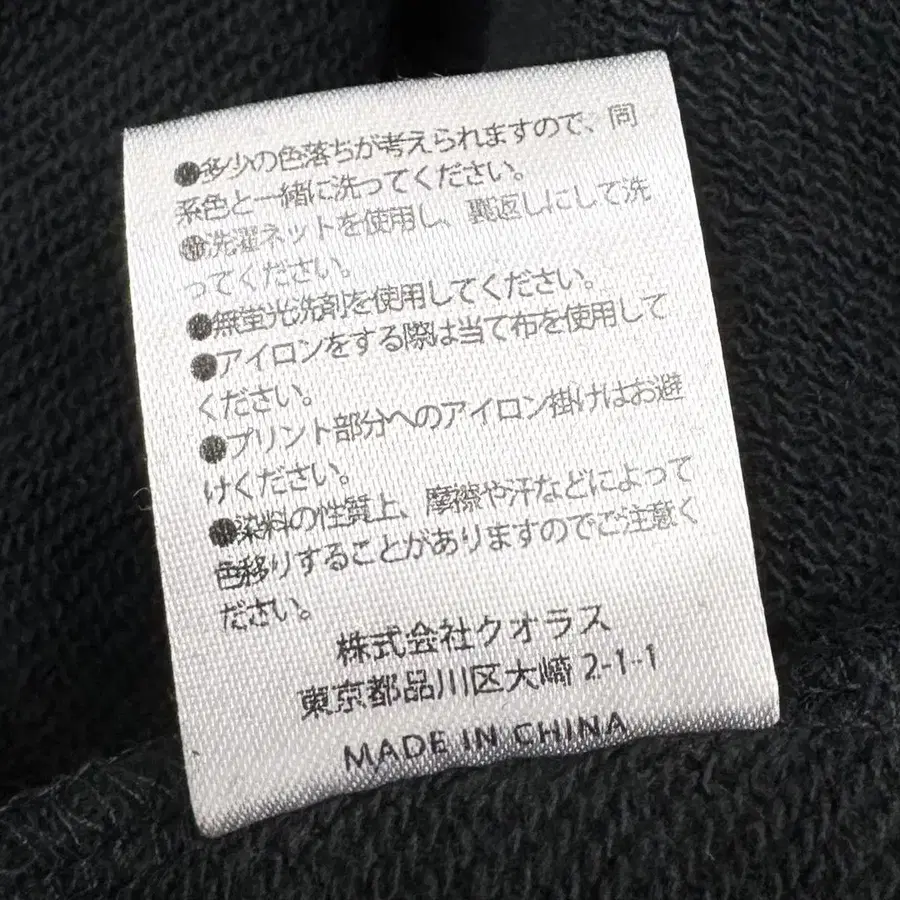 ●多少の色落ちが考えられますので、同
系色と一緒に洗ってください。
●洗濯ネットを使用し、裏返しにして洗
ってください。
●無蛍光洗剤を使用してください。
●アイロンをする際は当て布を使用して
ください。
●プリント部分へのアイロン掛けはお避
けください。
●染料の性質上、摩擦や汗などによって
色移りすることがありますのでご注意く
ださい。
株式会社クオラス
東京都品川区大崎 2-1-1
MADE IN CHINA